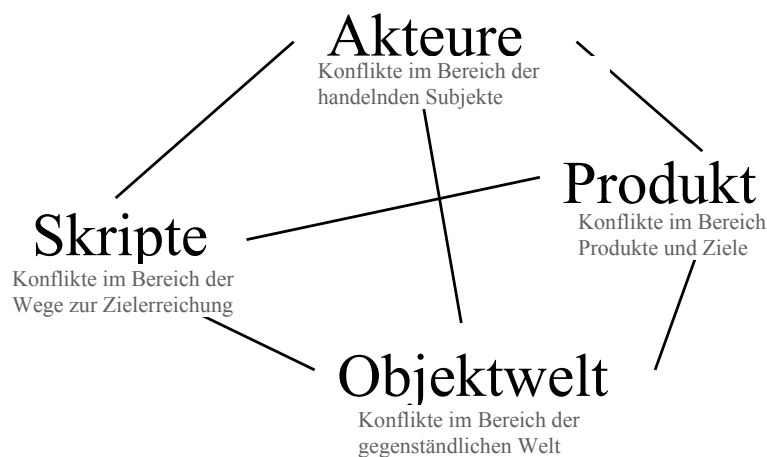 Akteure
Konflikte im Bereich der
handelnden Subjekte
Produkt
Konflikte im Bereich
Produkte und Ziele
Skripte
Konflikte im Bereich der
Wege zur Zielerreichung
Objektwelt
Konflikte im Bereich der
gegenständlichen Welt